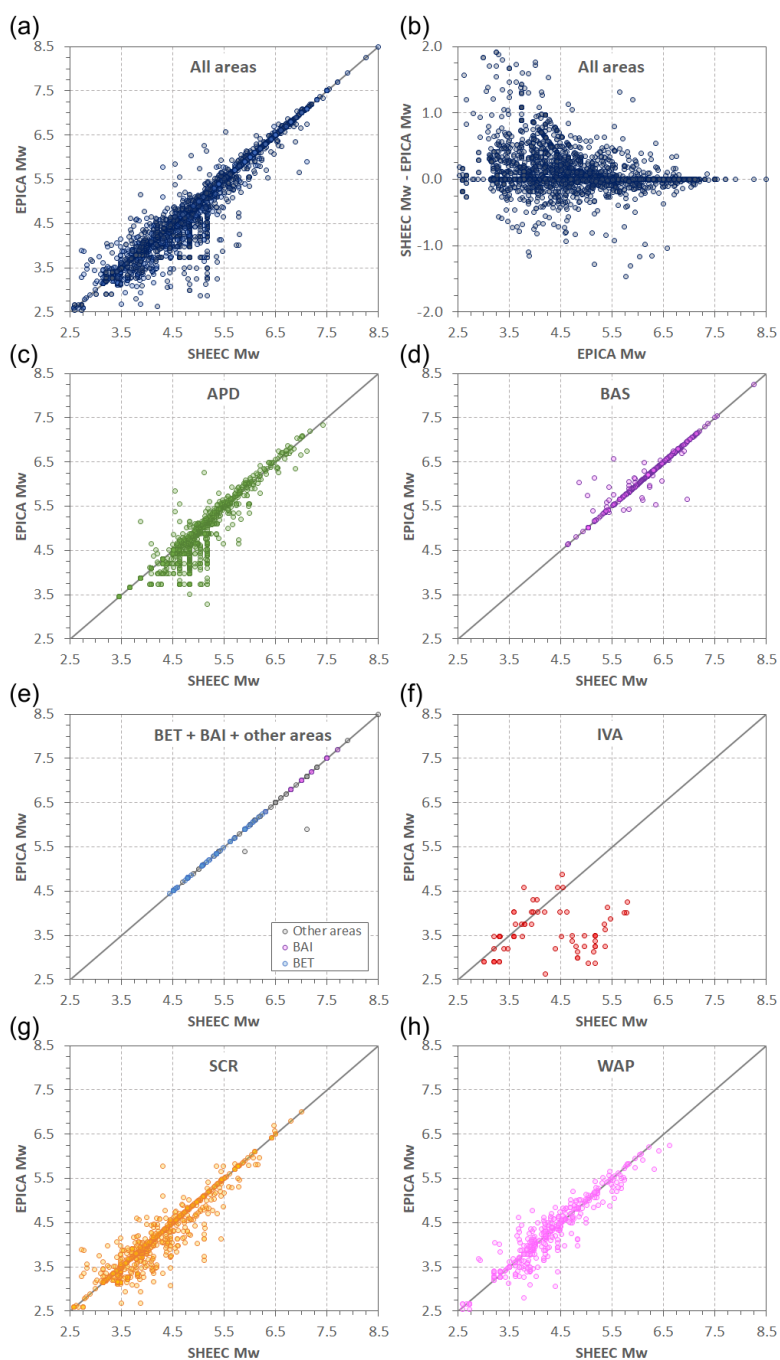 (a)
All areas
EPICA Mw
8.5
7.5
6.5
5.5
4.5
3.5
2.5
2.5 3.5 4.5 5.5 6.5 7.5 8.5
SHEEC Mw
(b)
All areas
SHEEC Mw - EPICA Mw
2.0
1.0
0.0
-1.0
-2.0
2.5 3.5 4.5 5.5 6.5 7.5 8.5
EPICA Mw
(c)
APD
EPICA Mw
8.5
7.5
6.5
5.5
4.5
3.5
2.5
2.5 3.5 4.5 5.5 6.5 7.5 8.5
SHEEC Mw
(d)
BAS
EPICA Mw
8.5
7.5
6.5
5.5
4.5
3.5
2.5
2.5 3.5 4.5 5.5 6.5 7.5 8.5
SHEEC Mw
(e)
BET + BAI + other areas
EPICA Mw
8.5
7.5
6.5
5.5
4.5
3.5
2.5
Other areas
BAI
BET
2.5 3.5 4.5 5.5 6.5 7.5 8.5
SHEEC Mw
(f)
IVA
EPICA Mw
8.5
7.5
6.5
5.5
4.5
3.5
2.5
2.5 3.5 4.5 5.5 6.5 7.5 8.5
SHEEC Mw
(g)
SCR
EPICA Mw
8.5
7.5
6.5
5.5
4.5
3.5
2.5
2.5 3.5 4.5 5.5 6.5 7.5 8.5
SHEEC Mw
(h)
WAP
EPICA Mw
8.5
7.5
6.5
5.5
4.5
3.5
2.5
2.5 3.5 4.5 5.5 6.5 7.5 8.5
SHEEC Mw